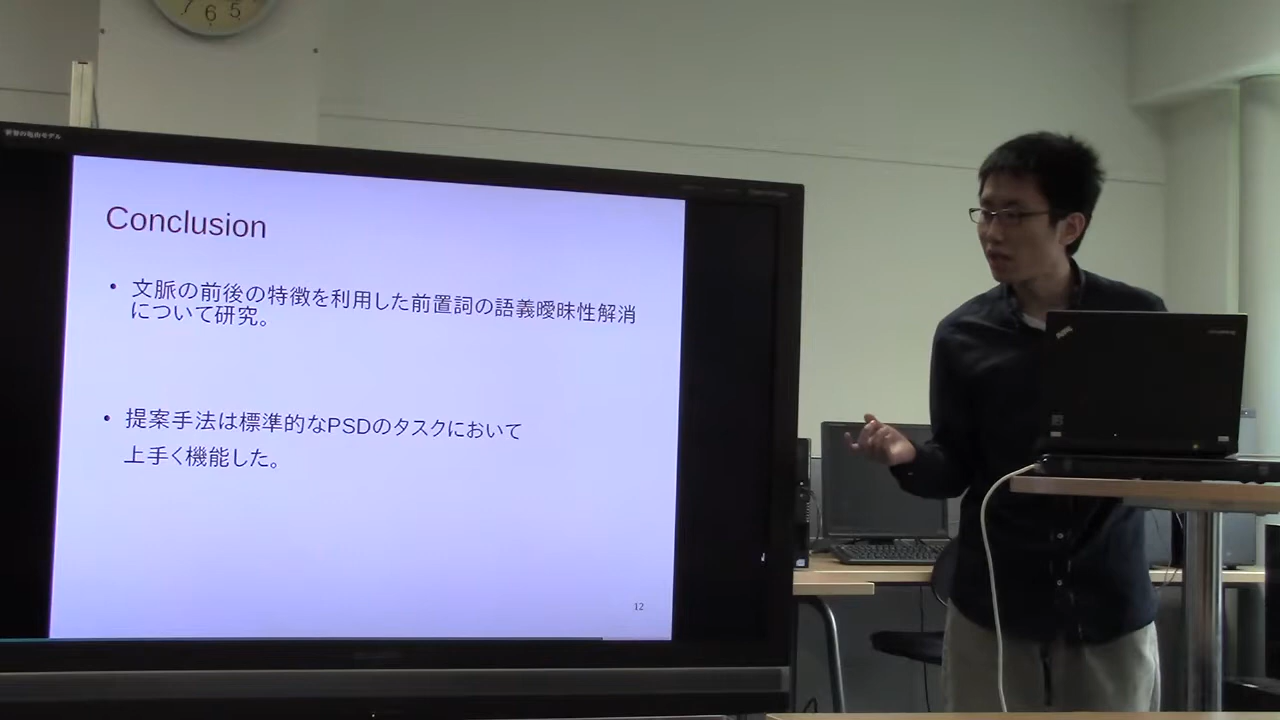 7 6 5
Conclusion
• 文脈の前後の特徴を利用した前置詞の語義曖昧性解消
について研究。
• 提案手法は標準的なPSDのタスクにおいて
上手く機能した。
12